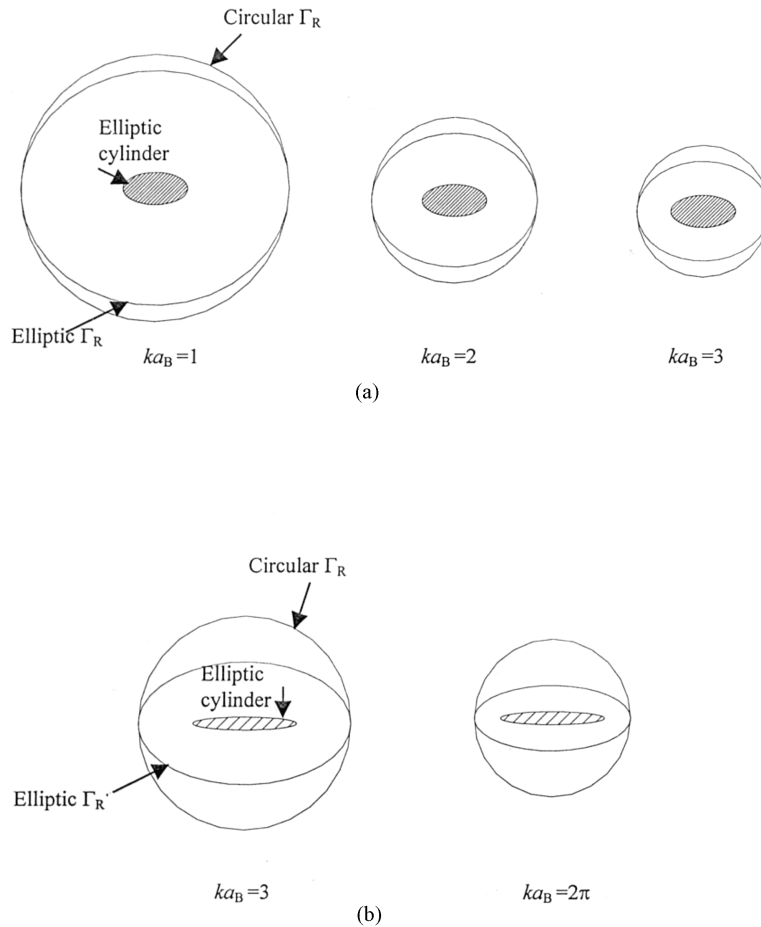 Circular Γ_R
Elliptic
cylinder
Elliptic Γ_R
ka_B=1
ka_B=2
ka_B=3
(a)
Circular Γ_R
Elliptic
cylinder
Elliptic Γ_R
ka_B=3
ka_B=2π
(b)